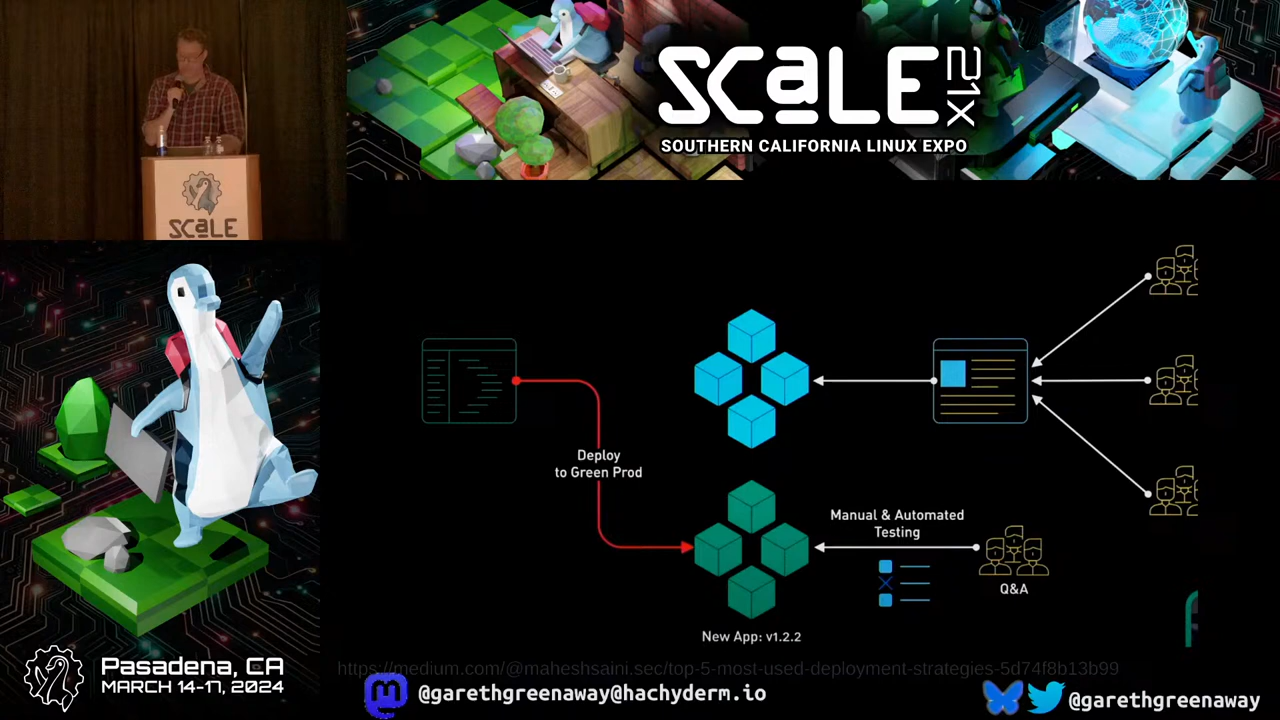 SCALE
21X
SOUTHERN CALIFORNIA LINUX EXPO
SCALE
Deploy
to Green Prod
Manual & Automated
Testing
Q&A
New App: v1.2.2
https://medium.com/@maheshsaini.sec/top-5-most-used-deployment-strategies-5d74f8b13b99
Pasadena, CA
MARCH 14-17, 2024
@garethgreenaway@hachyderm.io
@garethgreenaway